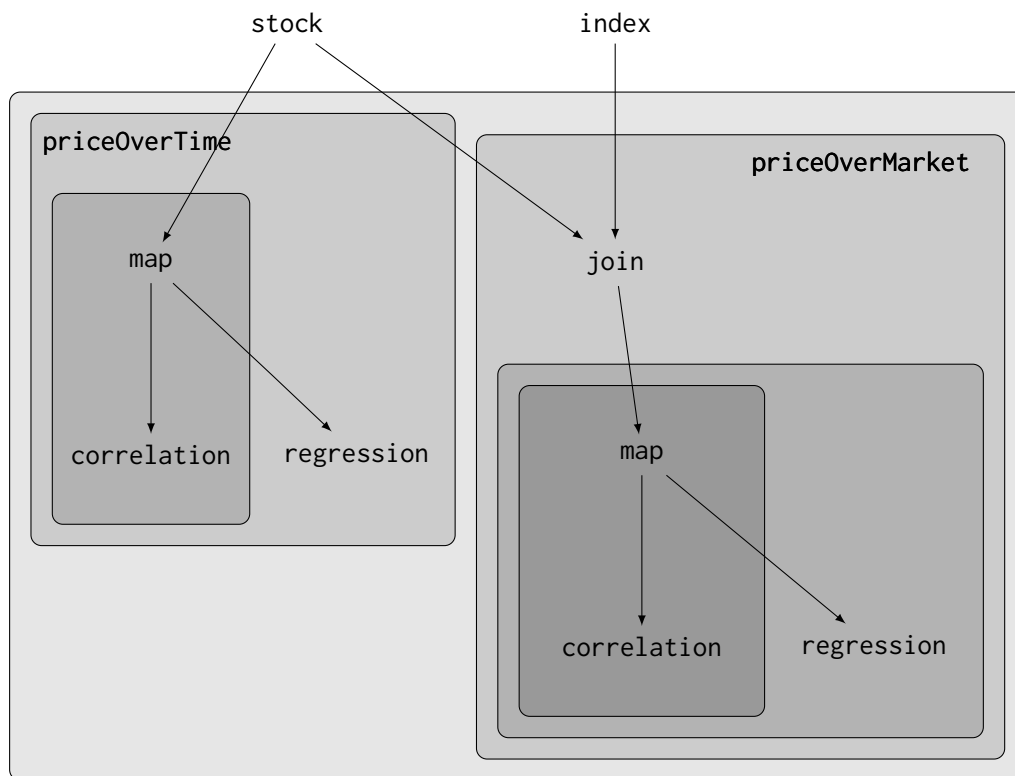 stock
index
priceOverTime
priceOverMarket
map
join
correlation
regression
map
correlation
regression